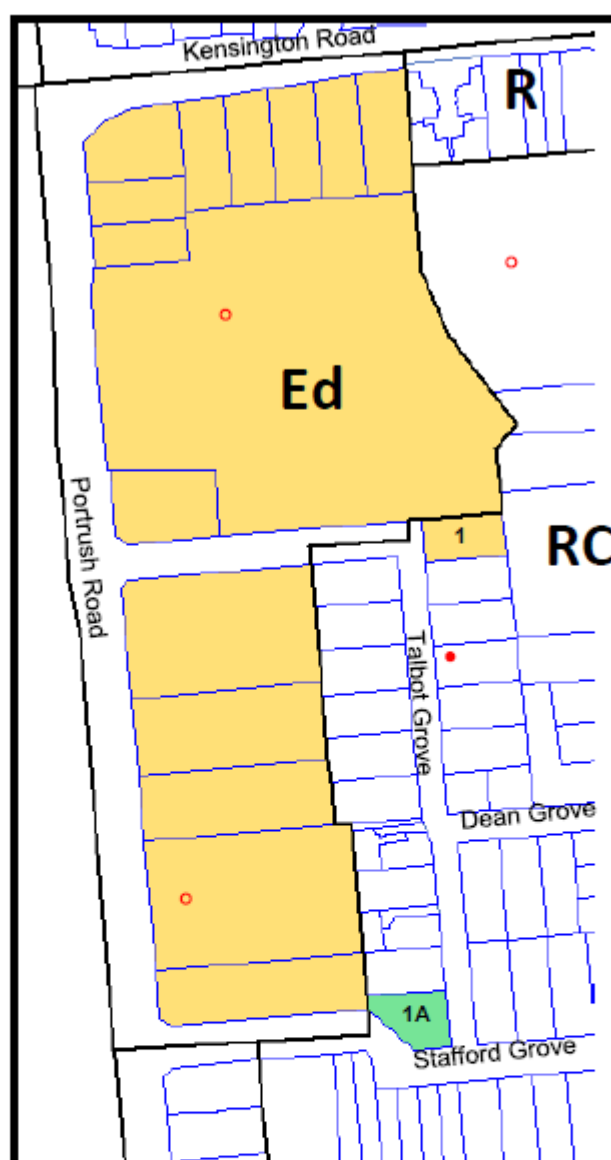 Kensington Road
R
Ed
Portrush Road
1
RC
Talbot Grove
Dean Grove
1A
Stafford Grove